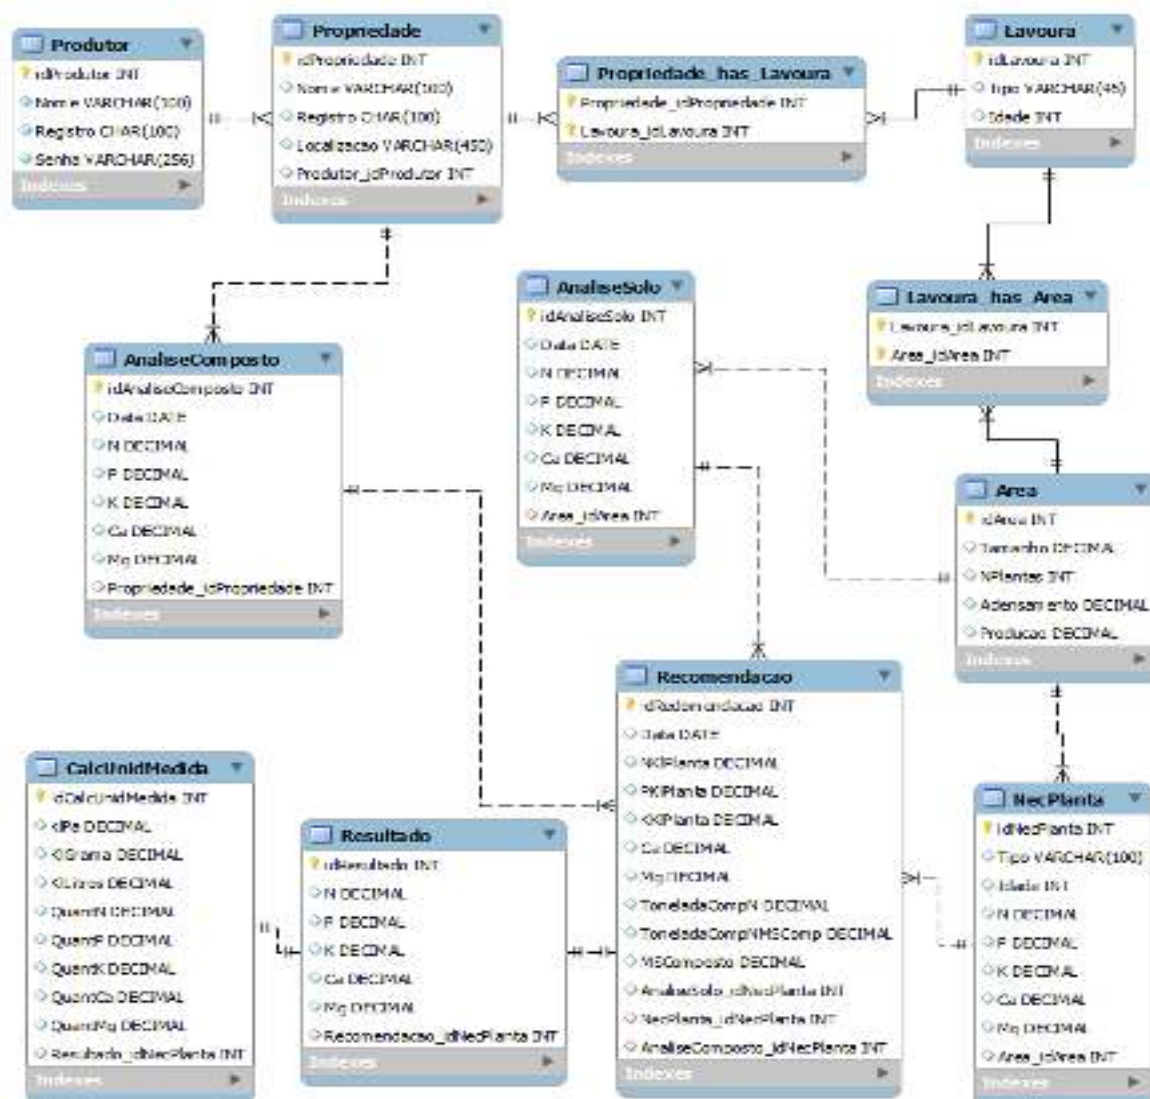 Produtor
idProdutor INT
Nome VARCHAR(100)
Registro CHAR(100)
Senha VARCHAR(256)
Indexes
Propriedade
idPropriedade INT
Nome VARCHAR(100)
Registro CHAR(100)
Localizacao VARCHAR(450)
Produtor_idProdutor INT
Indexes
Propriedade_has_Lavoura
Propriedade_idPropriedade INT
Lavoura_idLavoura INT
Indexes
Lavoura
idLavoura INT
Tipo VARCHAR(45)
Idade INT
Indexes
AnaliseComposto
idAnaliseComposto INT
Data DATE
N DECIMAL
P DECIMAL
K DECIMAL
Ca DECIMAL
Mg DECIMAL
Propriedade_idPropriedade INT
Indexes
AnaliseSolo
idAnaliseSolo INT
Data DATE
N DECIMAL
P DECIMAL
K DECIMAL
Ca DECIMAL
Mg DECIMAL
Area_idArea INT
Indexes
Lavoura_has_Area
Lavoura_idLavoura INT
Area_idArea INT
Indexes
Area
idArea INT
Tamanho DECIMAL
NPlantas INT
Adensamento DECIMAL
Producao DECIMAL
Indexes
CalcUnidMedida
idCalcUnidMedida INT
DECIMAL
KlGrama DECIMAL
KlLitros DECIMAL
QuantN DECIMAL
QuantP DECIMAL
QuantK DECIMAL
QuantCa DECIMAL
QuantMg DECIMAL
Resultado_idNecPlanta INT
Indexes
Resultado
idResultado INT
N DECIMAL
P DECIMAL
K DECIMAL
Ca DECIMAL
Mg DECIMAL
Recomendacao_idNecPlanta INT
Indexes
Recomendacao
idRedomendacao INT
Data DATE
NKlPlanta DECIMAL
PKlPlanta DECIMAL
KKlPlanta DECIMAL
Ca DECIMAL
Mg DECIMAL
ToneladaCompN DECIMAL
ToneladaCompNMSComp DECIMAL
MSComposto DECIMAL
AnaliseSolo_idNecPlanta INT
NecPlanta_idNecPlanta INT
AnaliseComposto_idNecPlanta INT
Indexes
NecPlanta
idNecPlanta INT
Tipo VARCHAR(100)
Idade INT
N DECIMAL
P DECIMAL
K DECIMAL
Ca DECIMAL
Mg DECIMAL
Area_idArea INT
Indexes